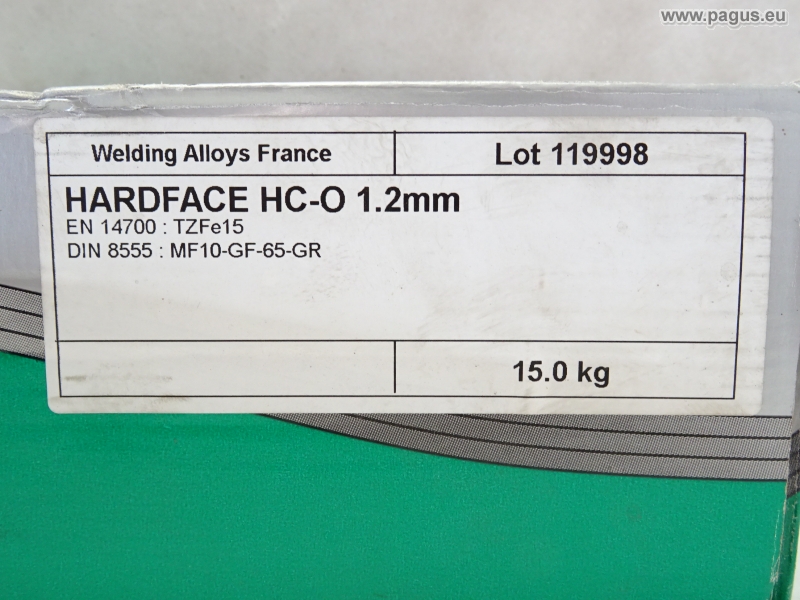 www.pagus.eu
Welding Alloys France
Lot 119998
HARDFACE HC-O 1.2mm
EN 14700 : TZFe15
DIN 8555 : MF10-GF-65-GR
15.0 kg